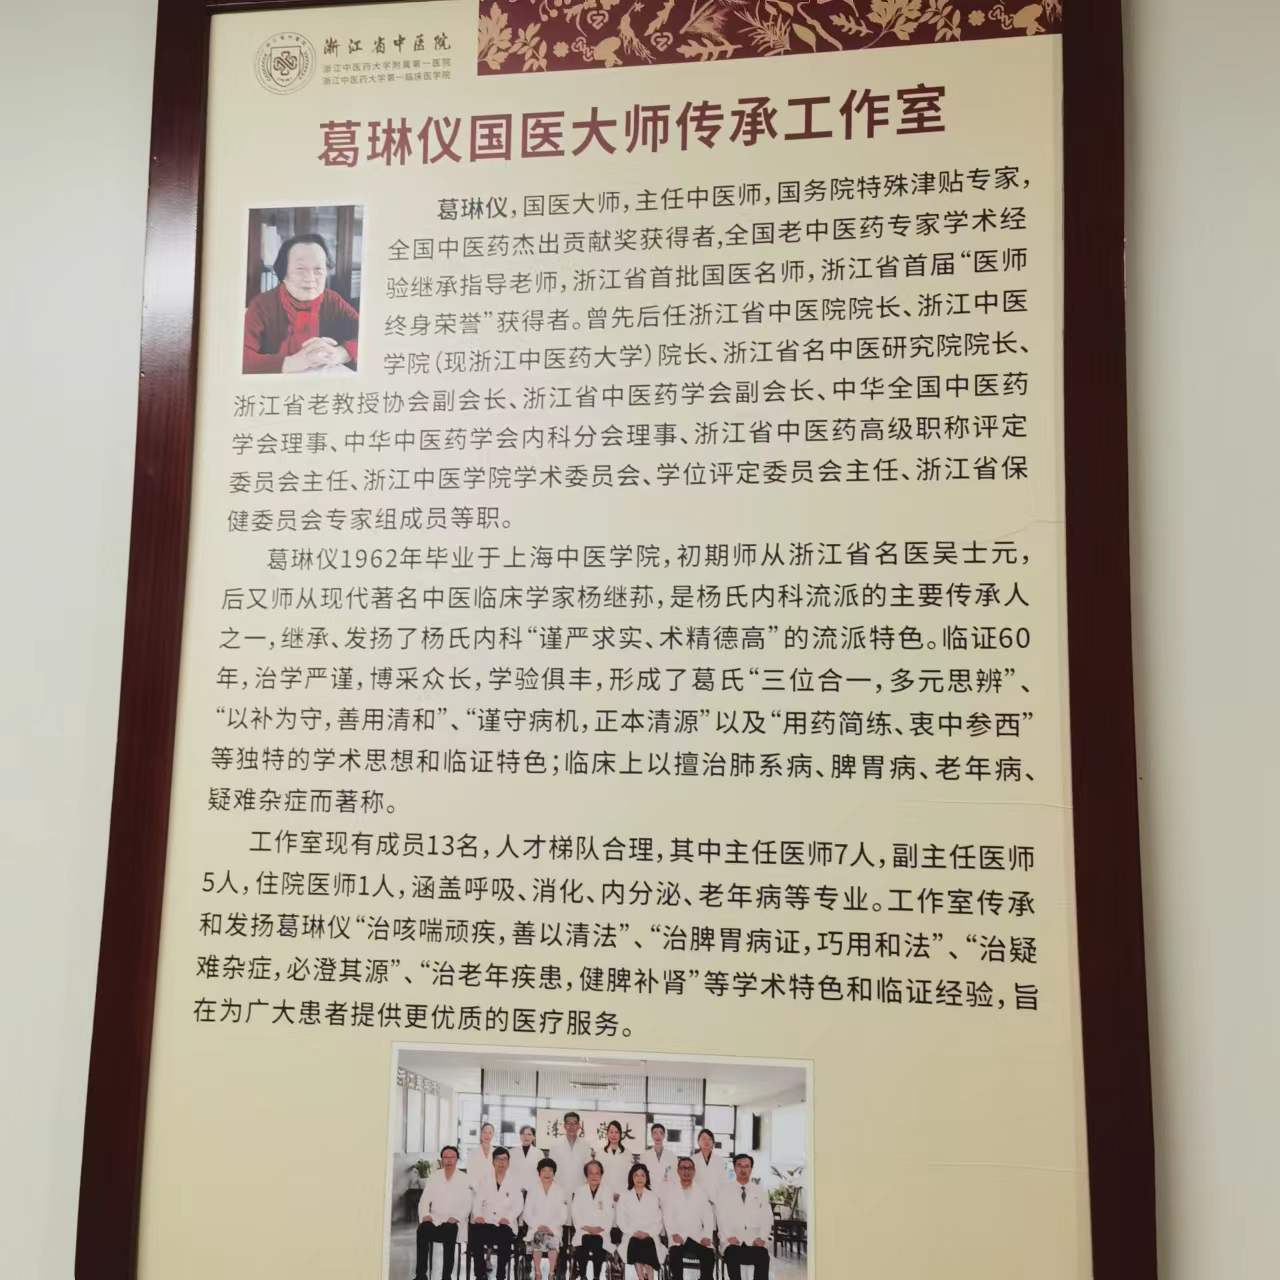 浙江省中医院
浙江中医药大学附属第一医院
浙江中医药大学第一临床医学院
葛琳仪国医大师传承工作室
葛琳仪，国医大师，主任中医师，国务院特殊津贴专家，
全国中医药杰出贡献奖获得者，全国老中医药专家学术经
验继承指导老师，浙江省首批国医名师，浙江省首届“医师
终身荣誉”获得者。曾先后任浙江省中医院院长、浙江中医
学院（现浙江中医药大学）院长、浙江省名中医研究院院长、
浙江省老教授协会副会长、浙江省中医药学会副会长、中华全国中医药
学会理事、中华中医药学会内科分会理事、浙江省中医药高级职称评定
委员会主任、浙江中医学院学术委员会、学位评定委员会主任、浙江省保
健委员会专家组成员等职。
葛琳仪1962年毕业于上海中医学院，初期师从浙江省名医吴士元，
后又师从现代著名中医临床学家杨继荪，是杨氏内科流派的主要传承人
之一，继承、发扬了杨氏内科“谨严求实、术精德高”的流派特色。临证60
年，治学严谨，博采众长，学验俱丰，形成了葛氏“三位合一，多元思辨”、
“以补为守，善用清和”、“谨守病机，正本清源”以及“用药简练、衷中参西”
等独特的学术思想和临证特色；临床上以擅治肺系病、脾胃病、老年病、
疑难杂症而著称。
工作室现有成员13名，人才梯队合理，其中主任医师7人，副主任医师
5人，住院医师1人，涵盖呼吸、消化、内分泌、老年病等专业。工作室传承
和发扬葛琳仪“治咳喘顽疾，善以清法”、“治脾胃病证，巧用和法”、“治疑
难杂症，必澄其源”、“治老年疾患，健脾补肾”等学术特色和临证经验，旨
在为广大患者提供更优质的医疗服务。